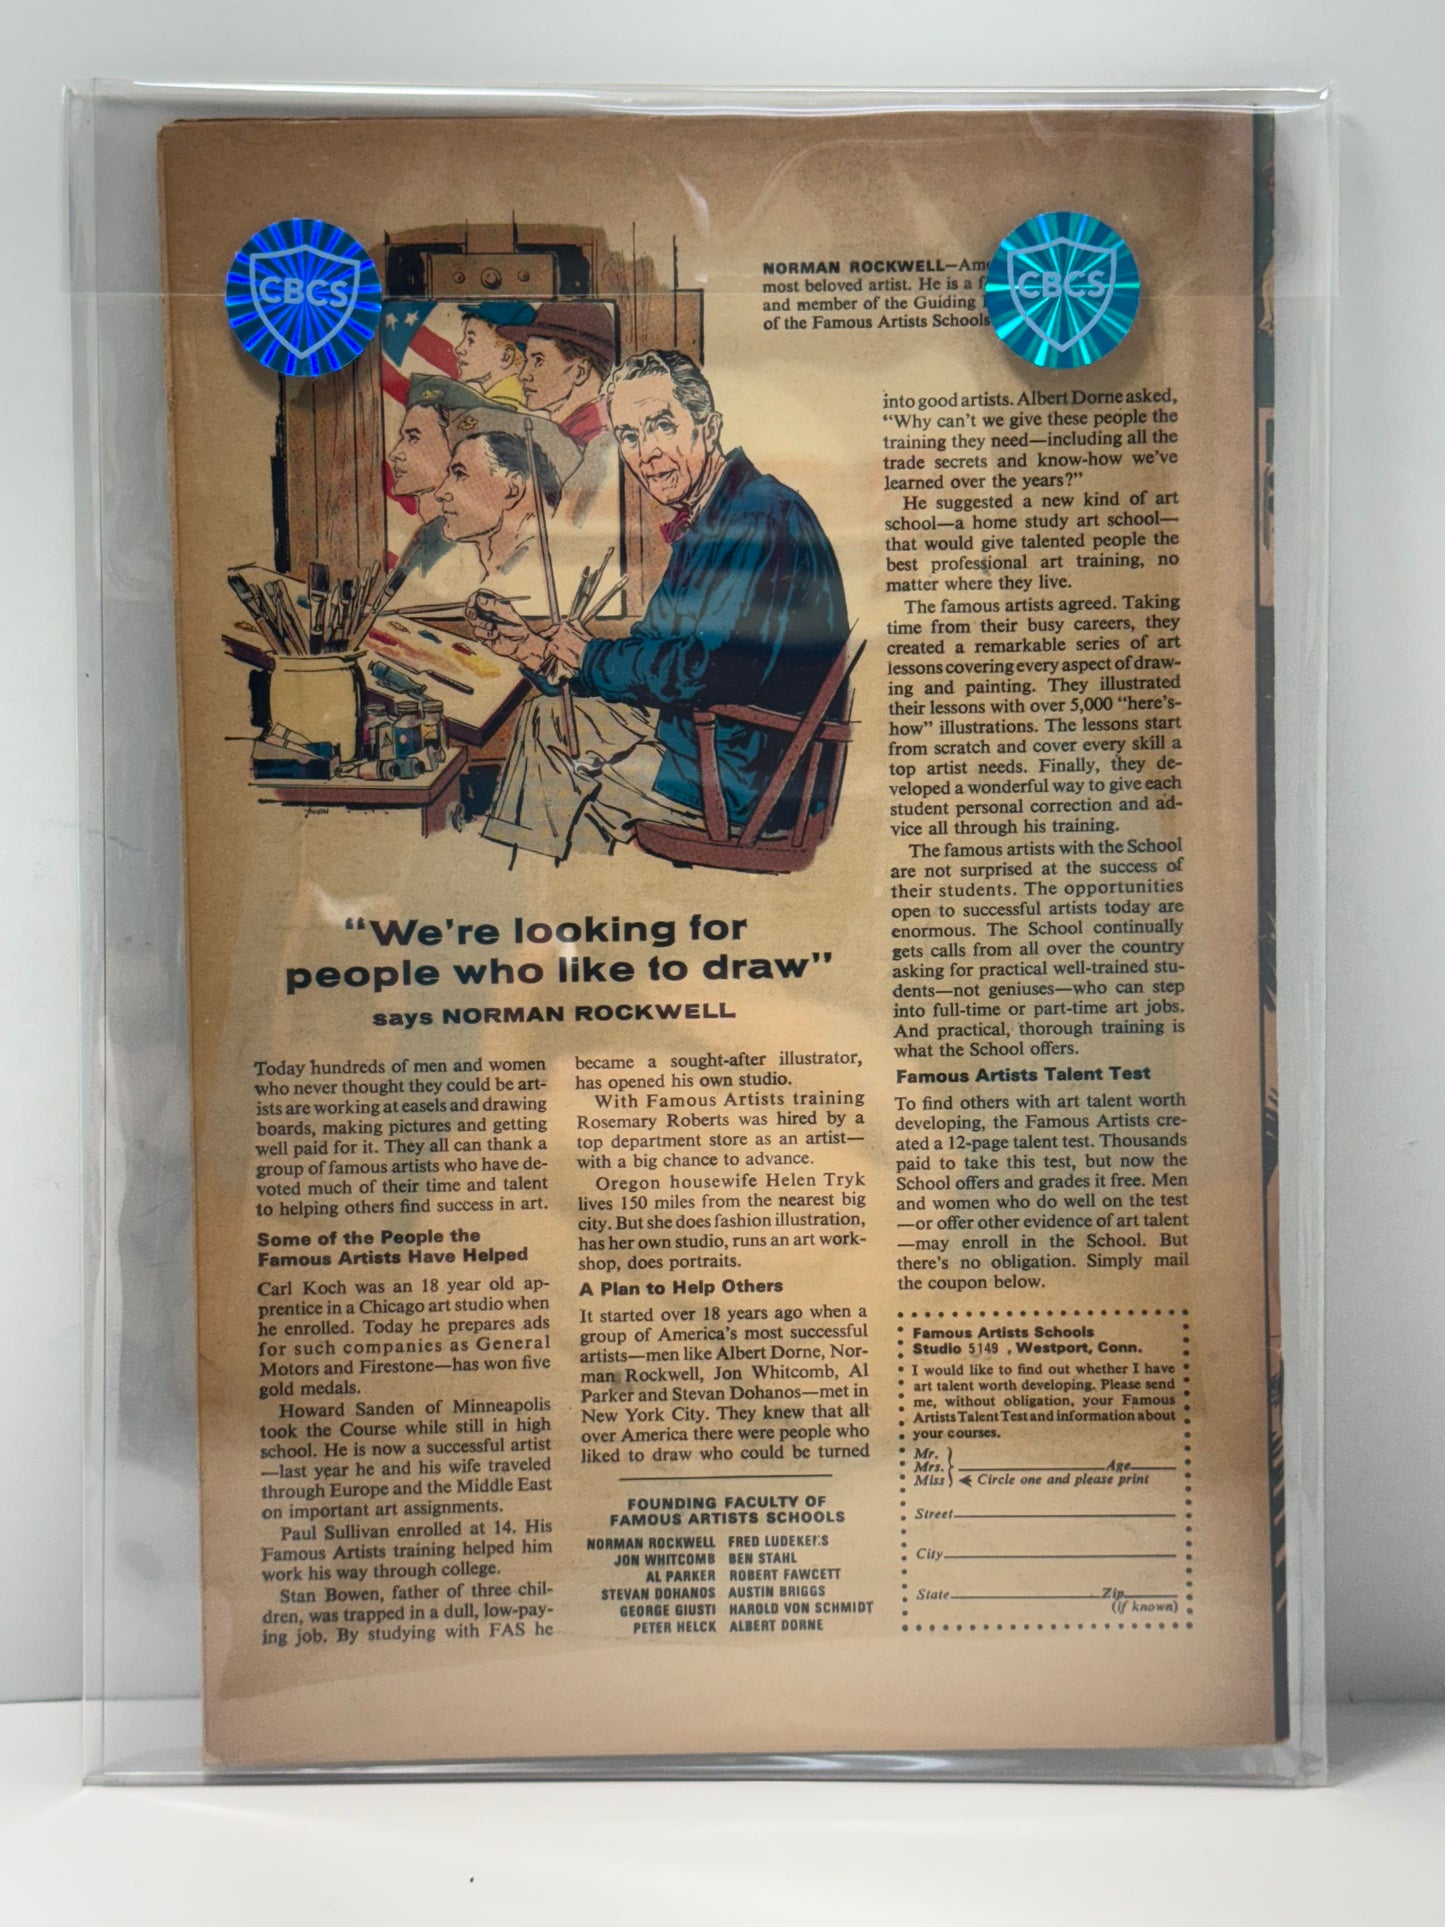 CBCS
CBCS
NORMAN ROCKWELL—Ame
most beloved artist. He is a f
and member of the Guiding
of the Famous Artists Schools
"We're looking for
people who like to draw"
says NORMAN ROCKWELL
Today hundreds of men and women
who never thought they could be art-
ists are working at easels and drawing
boards, making pictures and getting
well paid for it. They all can thank a
group of famous artists who have de-
voted much of their time and talent
to helping others find success in art.
Some of the People the
Famous Artists Have Helped
Carl Koch was an 18 year old ap-
prentice in a Chicago art studio when
he enrolled. Today he prepares ads
for such companies as General
Motors and Firestone—has won five
gold medals.
Howard Sanden of Minneapolis
took the Course while still in high
school. He is now a successful artist
—last year he and his wife traveled
through Europe and the Middle East
on important art assignments.
Paul Sullivan enrolled at 14. His
Famous Artists training helped him
work his way through college.
Stan Bowen, father of three chil-
dren, was trapped in a dull, low-pay-
ing job. By studying with FAS he
became a sought-after illustrator,
has opened his own studio.
With Famous Artists training
Rosemary Roberts was hired by a
top department store as an artist—
with a big chance to advance.
Oregon housewife Helen Tryk
lives 150 miles from the nearest big
city. But she does fashion illustration,
has her own studio, runs an art work-
shop, does portraits.
A Plan to Help Others
It started over 18 years ago when a
group of America's most successful
artists—men like Albert Dorne, Nor-
man Rockwell, Jon Whitcomb, Al
Parker and Stevan Dohanos—met in
New York City. They knew that all
over America there were people who
liked to draw who could be turned
FOUNDING FACULTY OF
FAMOUS ARTISTS SCHOOLS
NORMAN ROCKWELL FRED LUDEKENS
JON WHITCOMB BEN STAHL
AL PARKER ROBERT FAWCETT
STEVAN DOHANOS AUSTIN BRIGGS
GEORGE GIUSTI HAROLD VON SCHMIDT
PETER HELCK ALBERT DORNE
into good artists. Albert Dorne asked,
"Why can't we give these people the
training they need—including all the
trade secrets and know-how we've
learned over the years?"
He suggested a new kind of art
school—a home study art school—
that would give talented people the
best professional art training, no
matter where they live.
The famous artists agreed. Taking
time from their busy careers, they
created a remarkable series of art
lessons covering every aspect of draw-
ing and painting. They illustrated
their lessons with over 5,000 "here's-
how" illustrations. The lessons start
from scratch and cover every skill a
top artist needs. Finally, they de-
veloped a wonderful way to give each
student personal correction and ad-
vice all through his training.
The famous artists with the School
are not surprised at the success of
their students. The opportunities
open to successful artists today are
enormous. The School continually
gets calls from all over the country
asking for practical well-trained stu-
dents—not geniuses—who can step
into full-time or part-time art jobs.
And practical, thorough training is
what the School offers.
Famous Artists Talent Test
To find others with art talent worth
developing, the Famous Artists cre-
ated a 12-page talent test. Thousands
paid to take this test, but now the
School offers and grades it free. Men
and women who do well on the test
—or offer other evidence of art talent
—may enroll in the School. But
there's no obligation. Simply mail
the coupon below.
Famous Artists Schools
Studio 5149 , Westport, Conn.
I would like to find out whether I have
art talent worth developing. Please send
me, without obligation, your Famous
Artists Talent Test and information about
your courses.
Mr.
Mrs. Age
Miss Circle one and please print
Street
City
State Zip
(if known)